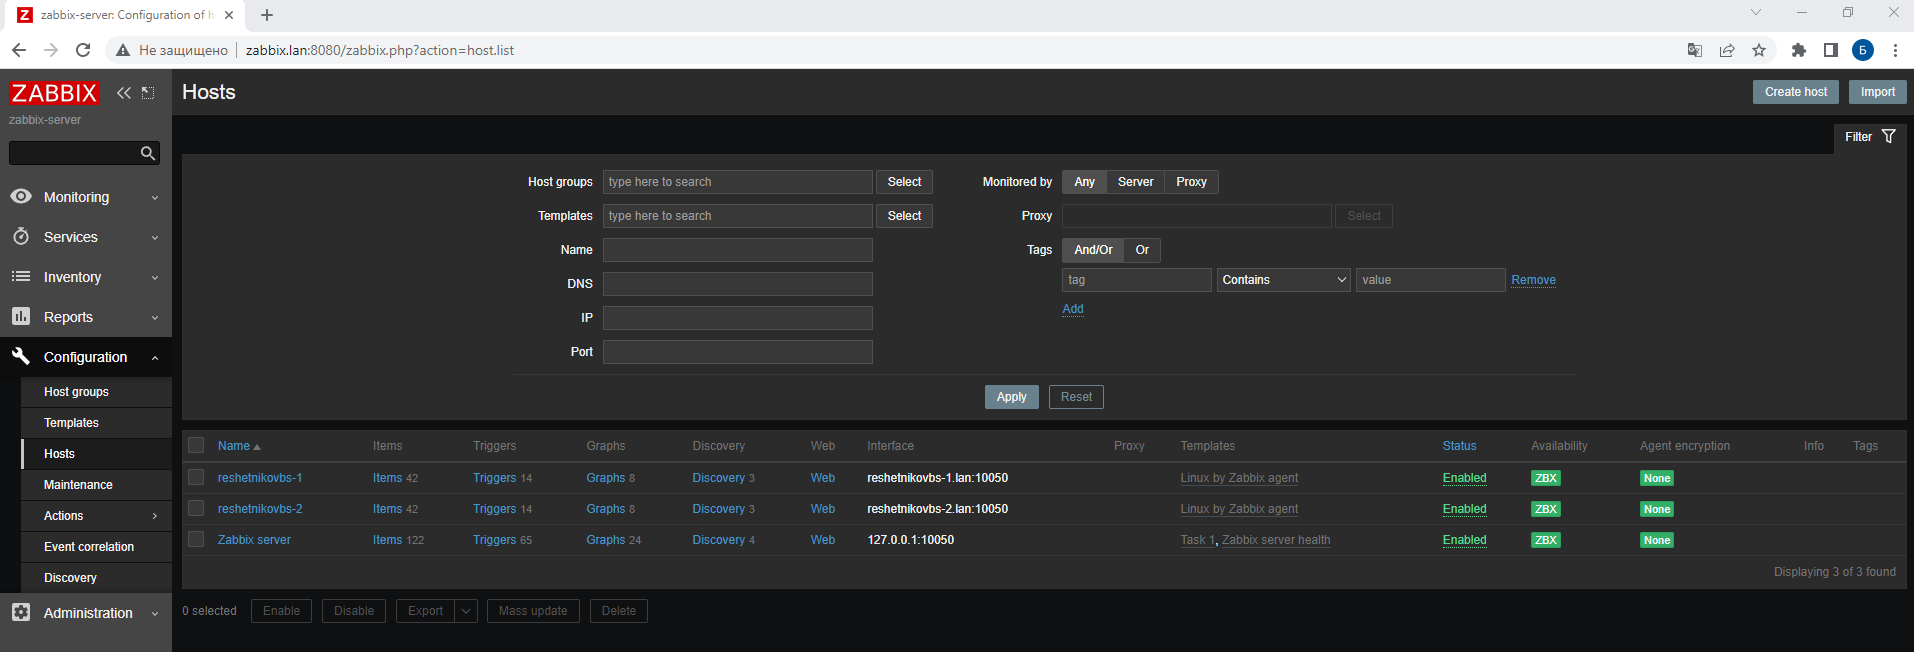 zabbix-server: Configuration of h
Не защищено zabbix.lan:8080/zabbix.php?action=host.list
Б
ZABBIX
zabbix-server
Monitoring
Services
Inventory
Reports
Configuration
Host groups
Templates
Hosts
Maintenance
Actions
Event correlation
Discovery
Administration
Hosts
Create host Import
Filter
Host groups type here to search Select
Templates type here to search Select
Name
DNS
IP
Port
Monitored by Any Server Proxy
Proxy Select
Tags And/Or Or
tag Contains value Remove
Add
Apply Reset
Name Items Triggers Graphs Discovery Web Interface Proxy Templates Status Availability Agent encryption Info Tags
reshetnikovbs-1 Items 42 Triggers 14 Graphs 8 Discovery 3 Web reshetnikovbs-1.lan:10050 Linux by Zabbix agent Enabled ZBX None
reshetnikovbs-2 Items 42 Triggers 14 Graphs 8 Discovery 3 Web reshetnikovbs-2.lan:10050 Linux by Zabbix agent Enabled ZBX None
Zabbix server Items 122 Triggers 65 Graphs 24 Discovery 4 Web 127.0.0.1:10050 Task 1, Zabbix server health Enabled ZBX None
Displaying 3 of 3 found
0 selected Enable Disable Export Mass update Delete